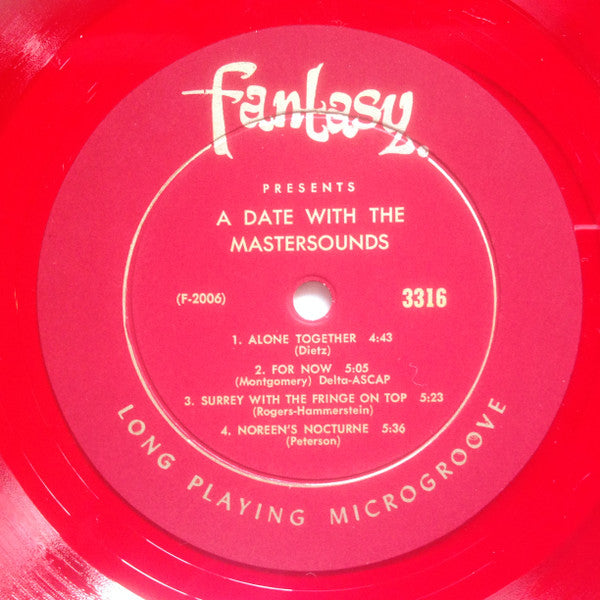 fantasy.
PRESENTS
A DATE WITH THE
MASTERSOUNDS
(F-2006) 3316
1. ALONE TOGETHER 4:43
(Dietz)
2. FOR NOW 5:05
(Montgomery) Delta-ASCAP
3. SURREY WITH THE FRINGE ON TOP 5:23
(Rogers-Hammerstein)
4. NOREEN'S NOCTURNE 5:36
(Peterson)
LONG PLAYING MICROGROOVE